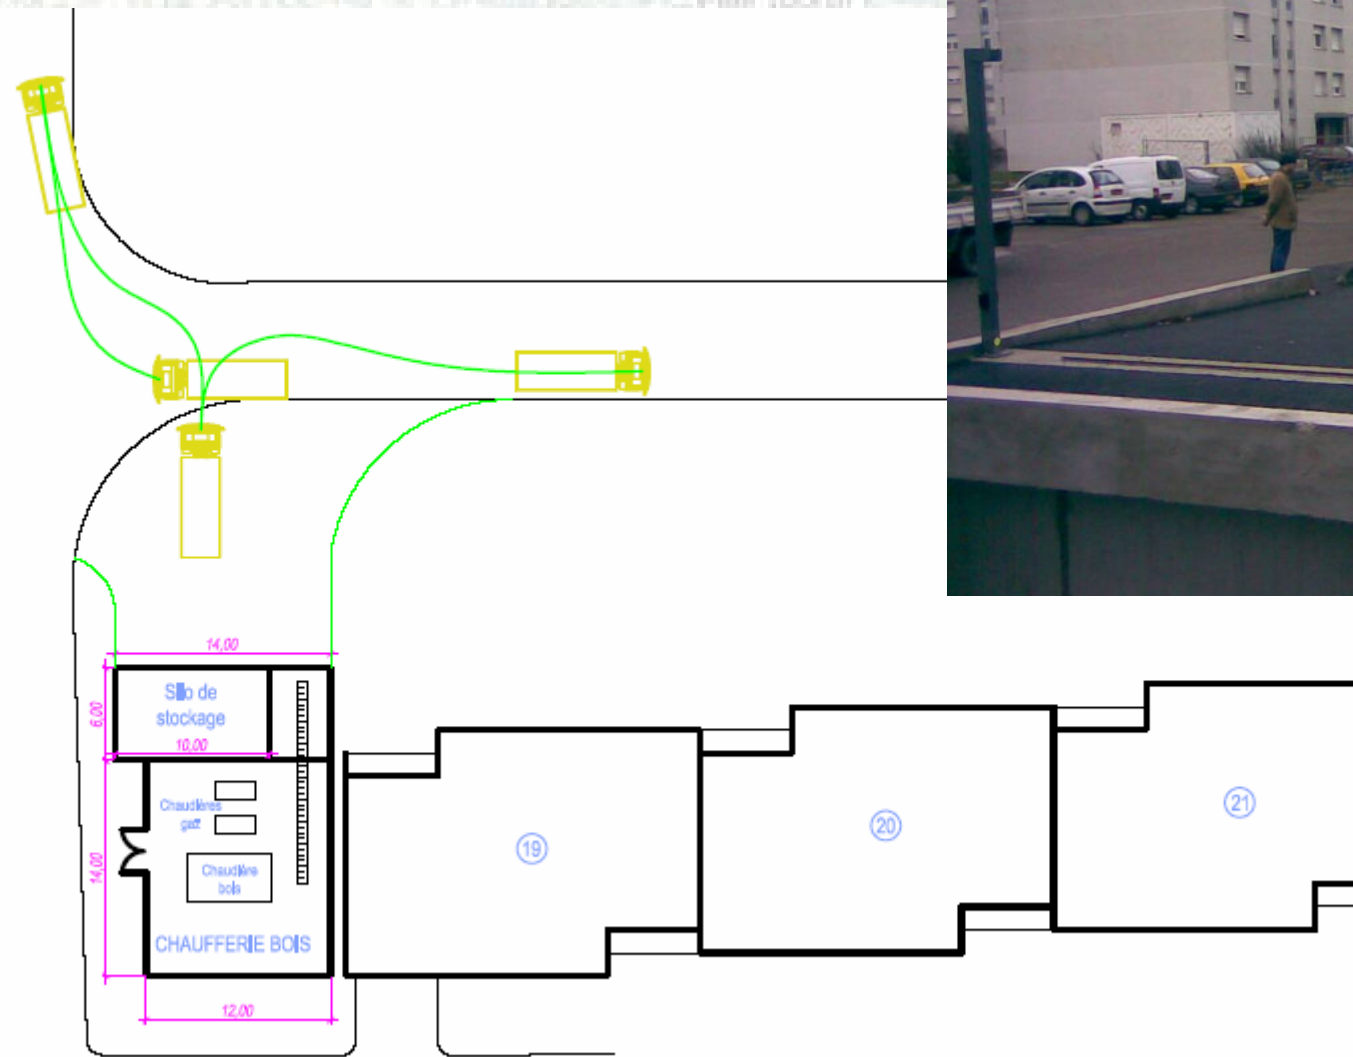 14,00
Silo de
stockage
6,00
10,00
Chaudières
gaz
Chaudière
bois
14,00
CHAUFFERIE BOIS
12,00
19
20
21